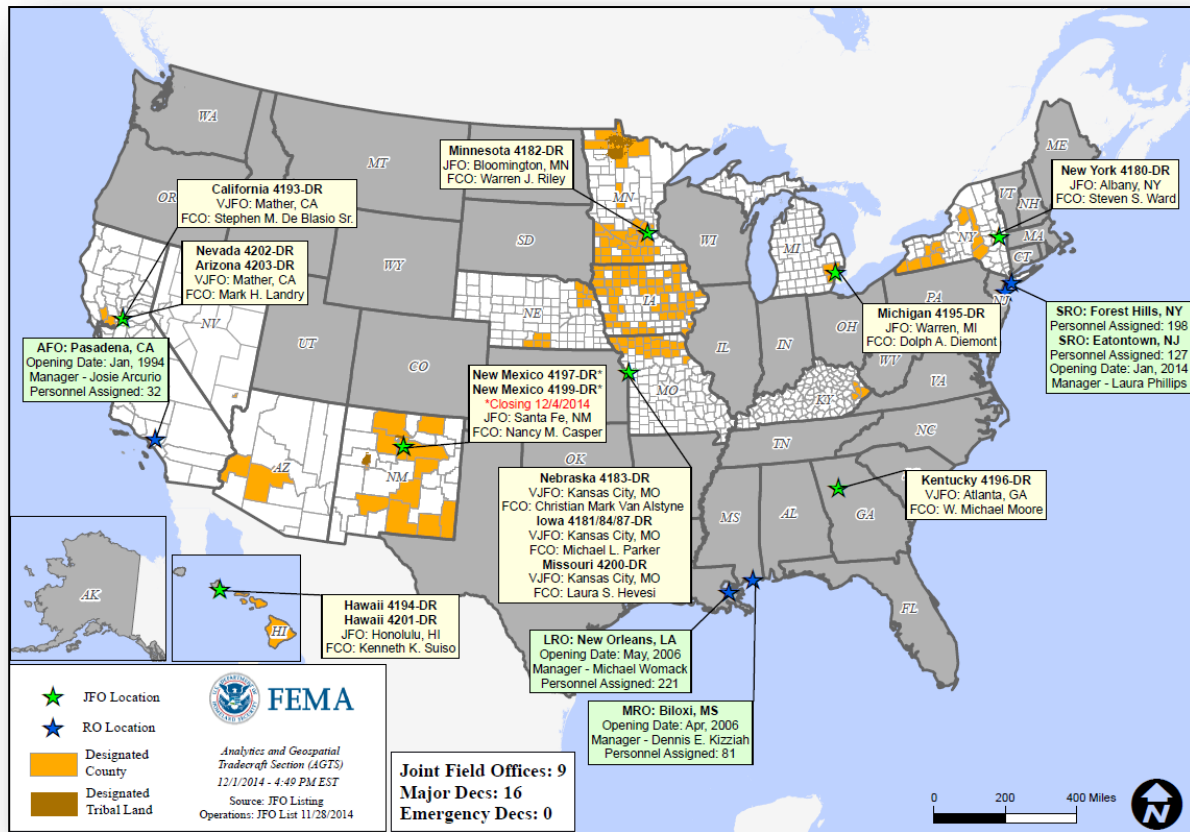 WA
OR
MT
ND
SD
WY
NV
UT
CO
NE
MN
IA
WI
MI
MO
IL
IN
OH
KY
WV
VA
PA
NY
VT
NH
ME
MA
CT
NJ
AZ
NM
OK
TN
NC
MS
AL
GA
FL
AK
HI
Minnesota 4182-DR
JFO: Bloomington, MN
FCO: Warren J. Riley
New York 4180-DR
JFO: Albany, NY
FCO: Steven S. Ward
California 4193-DR
VJFO: Mather, CA
FCO: Stephen M. De Blasio Sr.
Nevada 4202-DR
Arizona 4203-DR
VJFO: Mather, CA
FCO: Mark H. Landry
AFO: Pasadena, CA
Opening Date: Jan, 1994
Manager - Josie Arcurio
Personnel Assigned: 32
Michigan 4195-DR
JFO: Warren, MI
FCO: Dolph A. Diemont
SRO: Forest Hills, NY
Personnel Assigned: 198
SRO: Eatontown, NJ
Personnel Assigned: 127
Opening Date: Jan, 2014
Manager - Laura Phillips
New Mexico 4197-DR*
New Mexico 4199-DR*
*Closing 12/4/2014
JFO: Santa Fe, NM
FCO: Nancy M. Casper
Nebraska 4183-DR
VJFO: Kansas City, MO
FCO: Christian Mark Van Alstyne
Iowa 4181/84/87-DR
VJFO: Kansas City, MO
FCO: Michael L. Parker
Missouri 4200-DR
VJFO: Kansas City, MO
FCO: Laura S. Hevesi
Kentucky 4196-DR
VJFO: Atlanta, GA
FCO: W. Michael Moore
Hawaii 4194-DR
Hawaii 4201-DR
JFO: Honolulu, HI
FCO: Kenneth K. Suiso
LRO: New Orleans, LA
Opening Date: May, 2006
Manager - Michael Womack
Personnel Assigned: 221
MRO: Biloxi, MS
Opening Date: Apr, 2006
Manager - Dennis E. Kizziah
Personnel Assigned: 81
JFO Location
RO Location
Designated
County
Designated
Tribal Land
FEMA
Analytics and Geospatial
Tradecraft Section (AGTS)
12/1/2014 - 4:49 PM EST
Source: JFO Listing
Operations: JFO List 11/28/2014
Joint Field Offices: 9
Major Decs: 16
Emergency Decs: 0
0 200 400 Miles
N